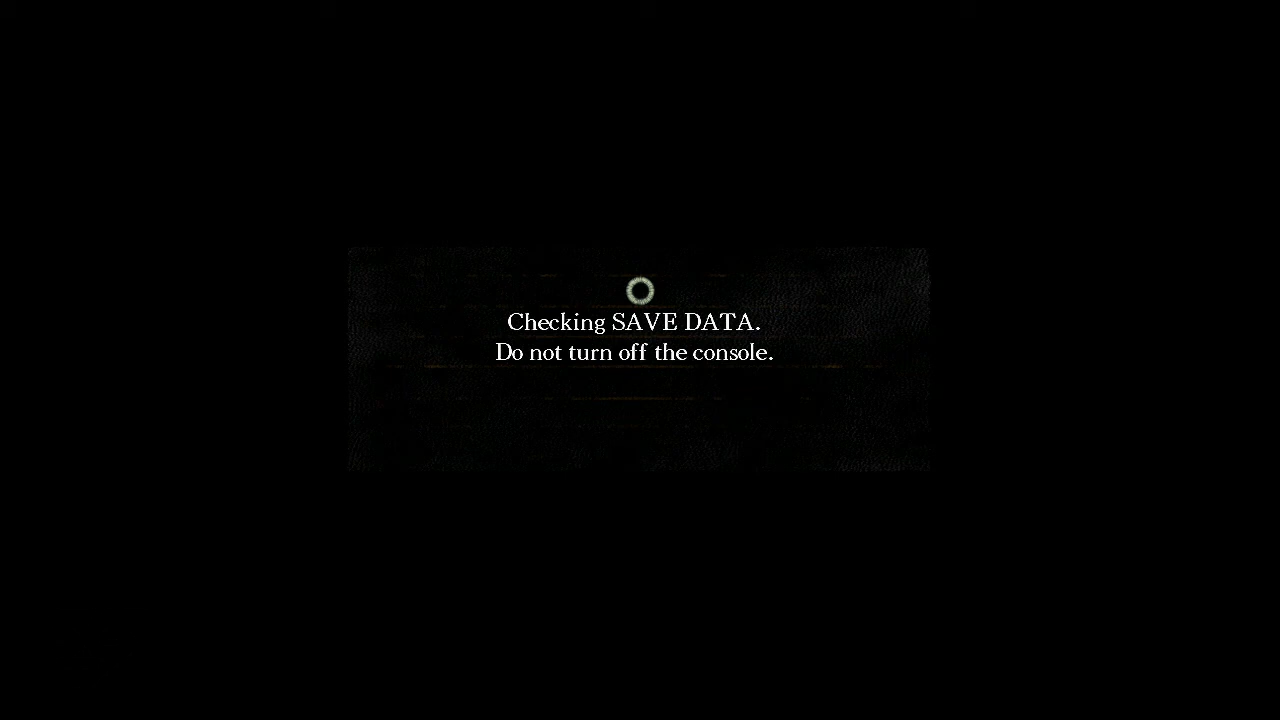 Checking SAVE DATA.
Do not turn off the console.